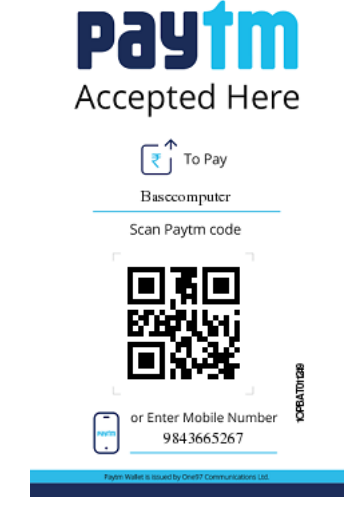 paytm
Accepted Here
₹
To Pay
Basecomputer
Scan Paytm code
or Enter Mobile Number
9843665267
paytm
Paytm Wallet is issued by One97 Communications Ltd.